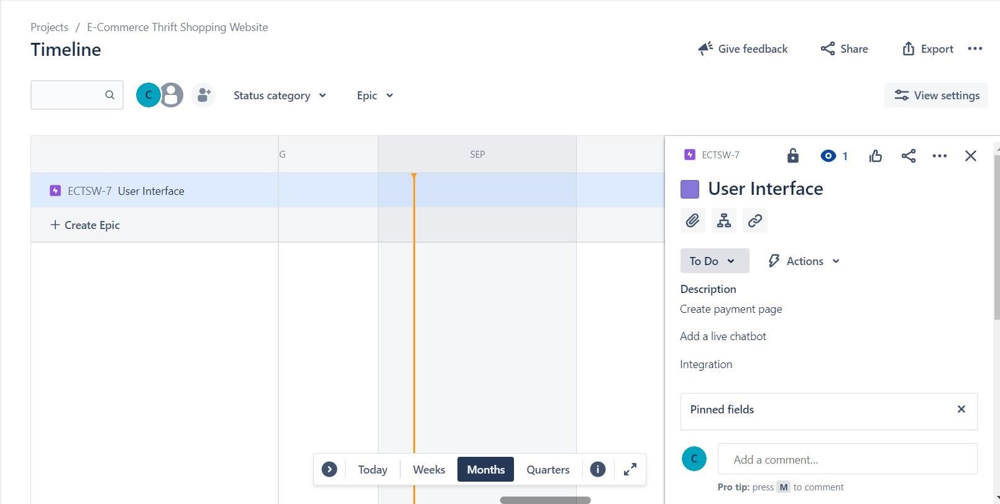 Projects / E-Commerce Thrift Shopping Website
Timeline
Give feedback
Share
Export
C
Status category
Epic
View settings
G
SEP
ECTSW-7 User Interface
+ Create Epic
ECTSW-7
1
User Interface
To Do
Actions
Description
Create payment page
Add a live chatbot
Integration
Pinned fields
C
Add a comment...
Pro tip: press M to comment
Today
Weeks
Months
Quarters